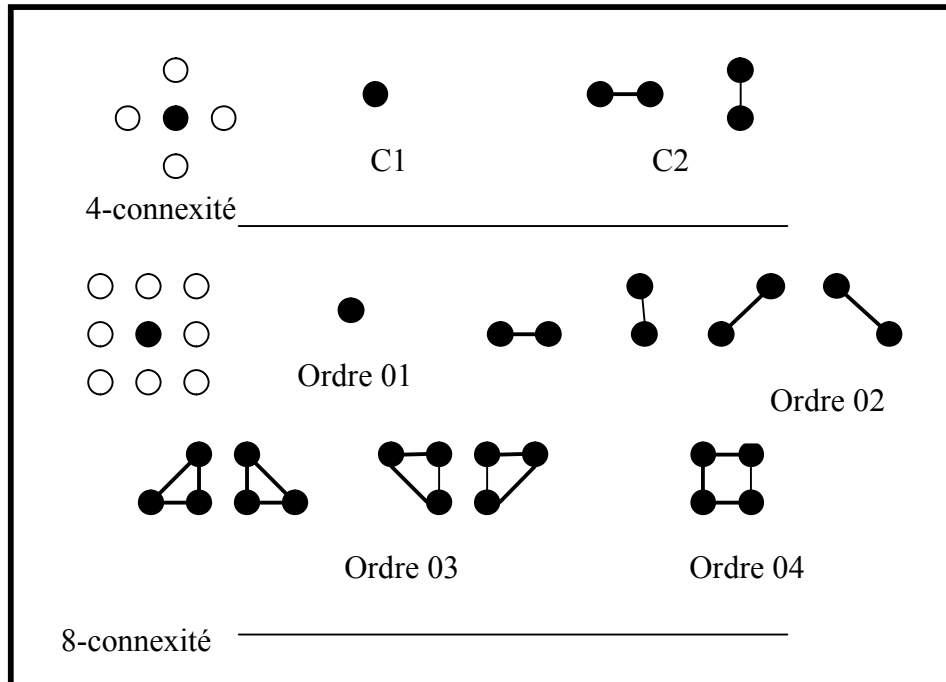 C1
C2
4-connexité
Ordre 01
Ordre 02
Ordre 03
Ordre 04
8-connexité